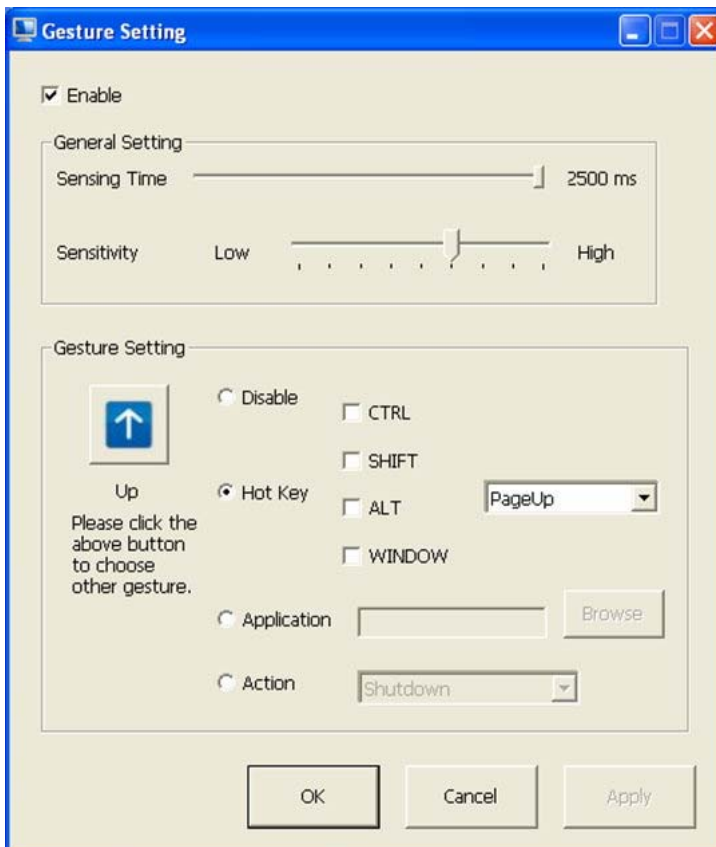 Gesture Setting
Enable
General Setting
Sensing Time 2500 ms
Sensitivity Low High
Gesture Setting
Disable
CTRL
SHIFT
Up
Hot Key
ALT
PageUp
WINDOW
Please click the
above button
to choose
other gesture.
Application
Browse
Action
Shutdown
OK Cancel Apply